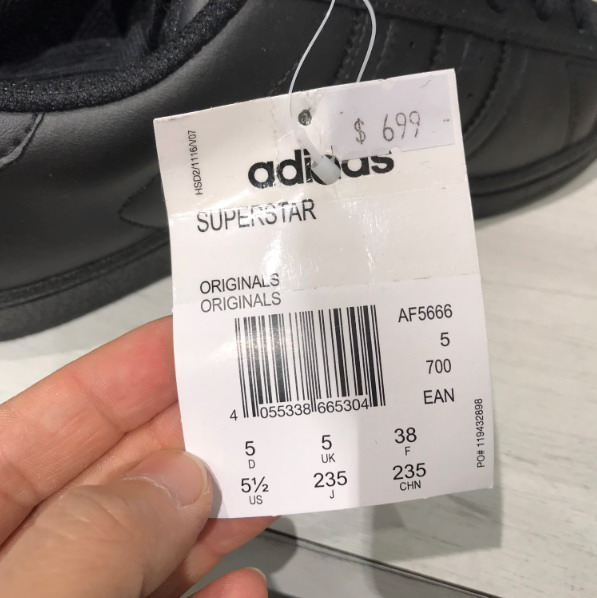 $ 699
HSD2/1116/V07
adidas
SUPERSTAR
ORIGINALS
ORIGINALS
AF5666
5
700
EAN
4 055338 665304
5 5 38
D UK F
5½ 235 235
US J CHN
PO# 119432898